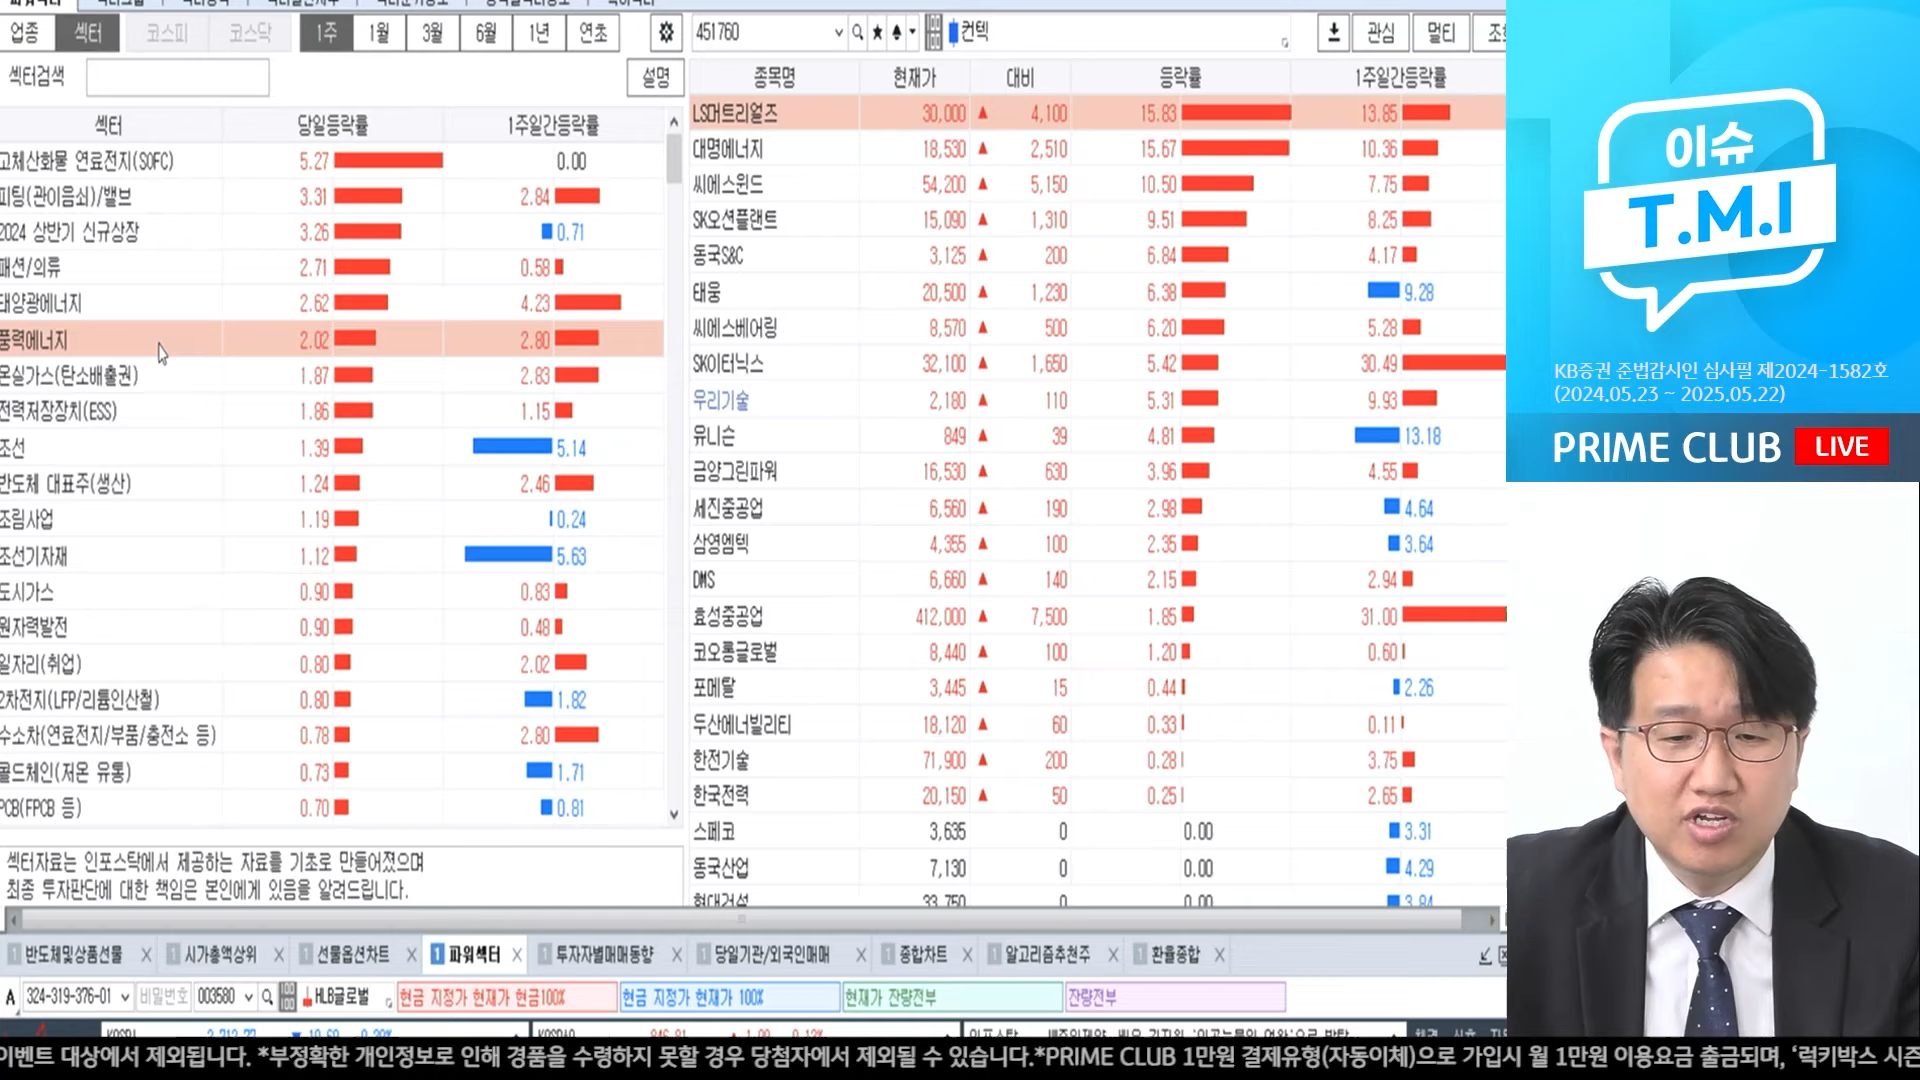 업종 섹터 코스피 코스닥 1주 1월 3월 6월 1년 연초
섹터검색 설명
섹터 당일등락률 1주일간등락률
고체산화물 연료전지(SOFC) 5.27 0.00
피팅(관이음쇠)/밸브 3.31 2.84
2024 상반기 신규상장 3.26 0.71
패션/의류 2.71 0.58
태양광에너지 2.62 4.23
풍력에너지 2.02 2.80
온실가스(탄소배출권) 1.87 2.83
전력저장장치(ESS) 1.86 1.15
조선 1.39 5.14
반도체 대표주(생산) 1.24 2.46
조림사업 1.19 0.24
조선기자재 1.12 5.63
도시가스 0.90 0.83
원자력발전 0.90 0.48
일자리(취업) 0.80 2.02
2차전지(LFP/리튬인산철) 0.80 1.82
수소차(연료전지/부품/충전소 등) 0.78 2.80
콜드체인(저온 유통) 0.73 1.71
PCB(FPCB 등) 0.70 0.81
섹터자료는 인포스탁에서 제공하는 자료를 기초로 만들어졌으며
최종 투자판단에 대한 책임은 본인에게 있음을 알려드립니다.
451760 컨텍 관심 멀티
종목명 현재가 대비 등락률 1주일간등락률
LS머트리얼즈 30,000 ▲ 4,100 15.83 13.85
대명에너지 18,530 ▲ 2,510 15.67 10.36
씨에스윈드 54,200 ▲ 5,150 10.50 7.75
SK오션플랜트 15,090 ▲ 1,310 9.51 8.25
동국S&C 3,125 ▲ 200 6.84 4.17
태웅 20,500 ▲ 1,230 6.38 9.28
씨에스베어링 8,570 ▲ 500 6.20 5.28
SK이터닉스 32,100 ▲ 1,650 5.42 30.49
우리기술 2,180 ▲ 110 5.31 9.93
유니슨 849 ▲ 39 4.81 13.18
금양그린파워 16,530 ▲ 630 3.96 4.55
세진중공업 6,560 ▲ 190 2.98 4.64
삼영엠텍 4,355 ▲ 100 2.35 3.64
DMS 6,660 ▲ 140 2.15 2.94
효성중공업 412,000 ▲ 7,500 1.85 31.00
코오롱글로벌 8,440 ▲ 100 1.20 0.60
포메탈 3,445 ▲ 15 0.44 2.26
두산에너빌리티 18,120 ▲ 60 0.33 0.11
한전기술 71,900 ▲ 200 0.28 3.75
한국전력 20,150 ▲ 50 0.25 2.65
스페코 3,635 0 0.00 3.31
동국산업 7,130 0 0.00 4.29
현대건설 33,750 0 0.00 3.84
1 반도체및상품선물 1 시가총액상위 1 선물옵션차트 1 파워섹터 1 투자자별매매동향 1 당일기관/외국인매매 1 종합차트 1 알고리즘추천주 1 환율종합
A 324-319-376-01 비밀번호 003580 HLB글로벌 현금 지정가 현재가 현금100% 현금 지정가 현재가 100% 현재가 잔량전부 잔량전부
이슈
T.M.I
KB증권 준법감시인 심사필 제2024-1582호
(2024.05.23 ~ 2025.05.22)
PRIME CLUB LIVE
이벤트 대상에서 제외됩니다. *부정확한 개인정보로 인해 경품을 수령하지 못할 경우 당첨자에서 제외될 수 있습니다.*PRIME CLUB 1만원 결제유형(자동이체)으로 가입시 월 1만원 이용요금 출금되며, ‘럭키박스 시즌